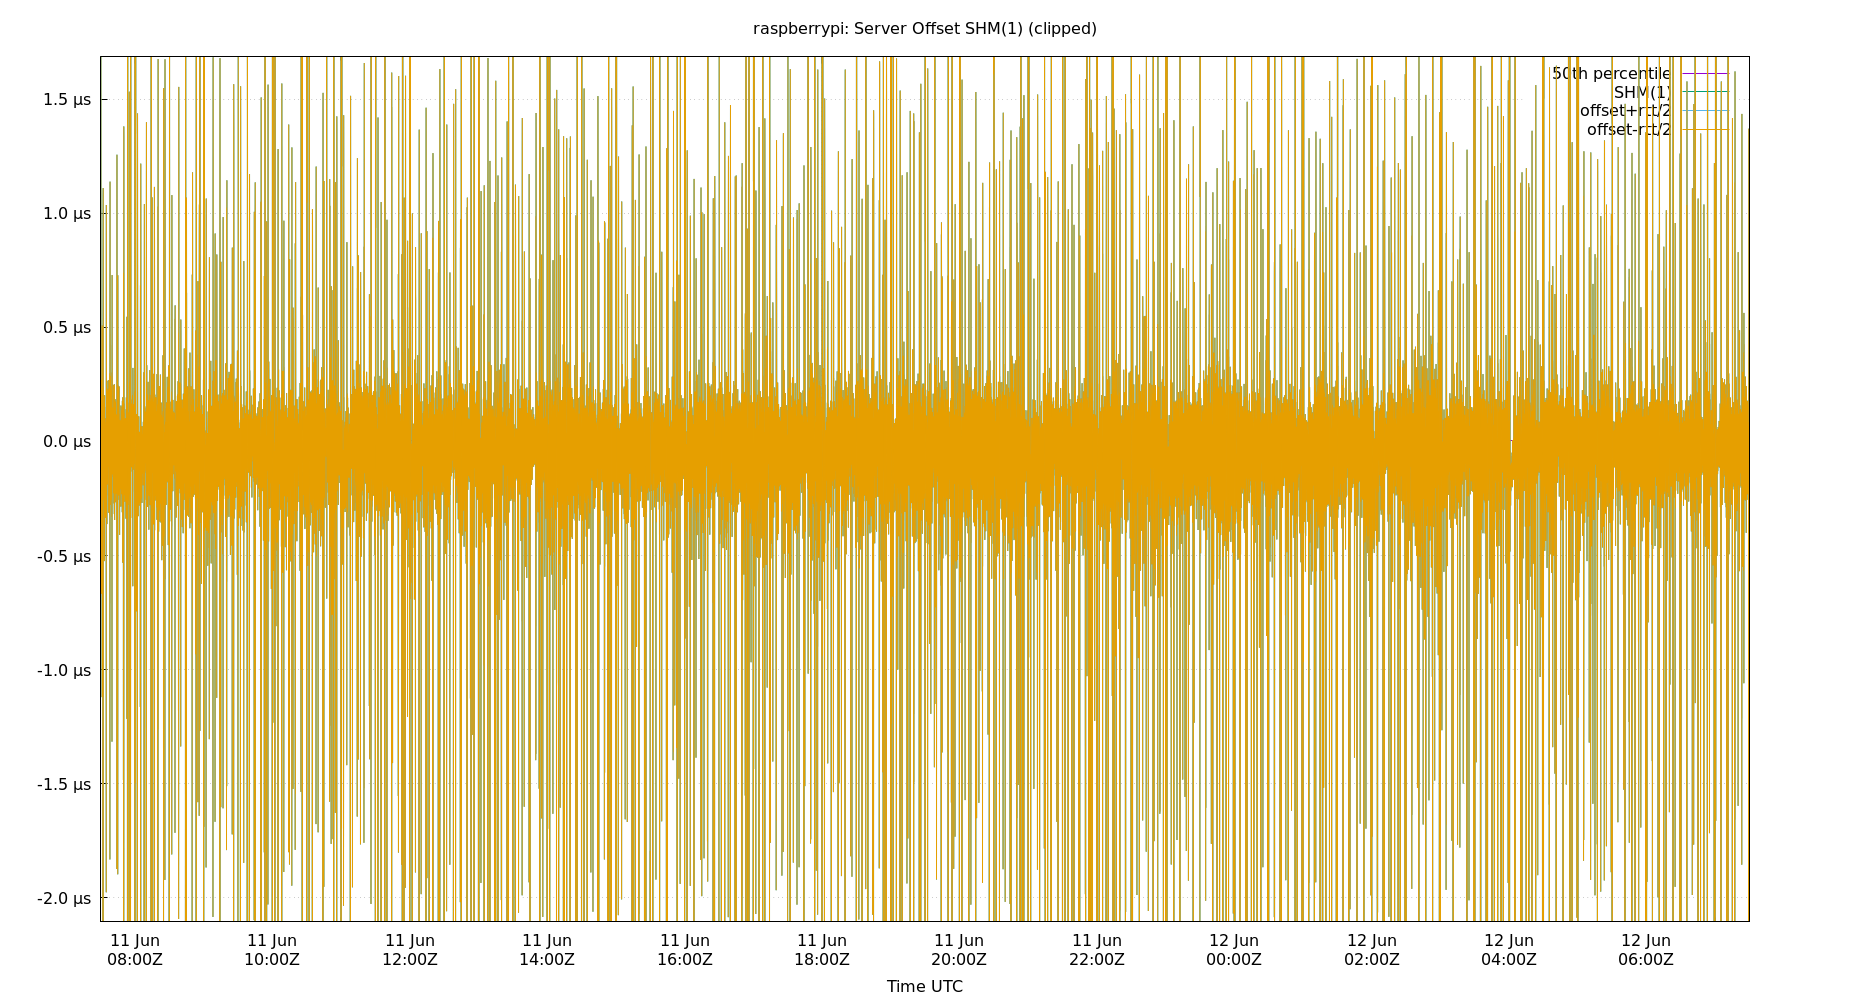 raspberrypi: Server Offset SHM(1) (clipped)
50th percentile
SHM(1)
offset+rtt/2
offset-rtt/2
1.5 µs
1.0 µs
0.5 µs
0.0 µs
-0.5 µs
-1.0 µs
-1.5 µs
-2.0 µs
11 Jun 11 Jun 11 Jun 11 Jun 11 Jun 11 Jun 11 Jun 11 Jun 12 Jun 12 Jun 12 Jun 12 Jun
08:00Z 10:00Z 12:00Z 14:00Z 16:00Z 18:00Z 20:00Z 22:00Z 00:00Z 02:00Z 04:00Z 06:00Z
Time UTC